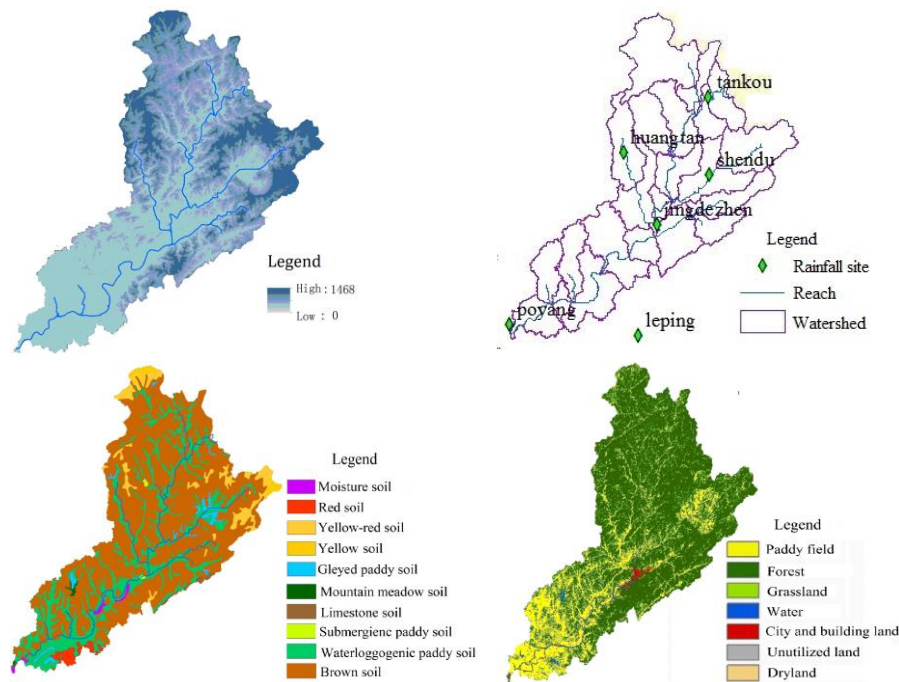 Legend
High : 1468
Low : 0
tankou
huangtan
shendu
jingdezhen
poyang
leping
Legend
Rainfall site
Reach
Watershed
Legend
Moisture soil
Red soil
Yellow-red soil
Yellow soil
Gleyed paddy soil
Mountain meadow soil
Limestone soil
Submergienc paddy soil
Waterloggogenic paddy soil
Brown soil
Legend
Paddy field
Forest
Grassland
Water
City and building land
Unutilized land
Dryland